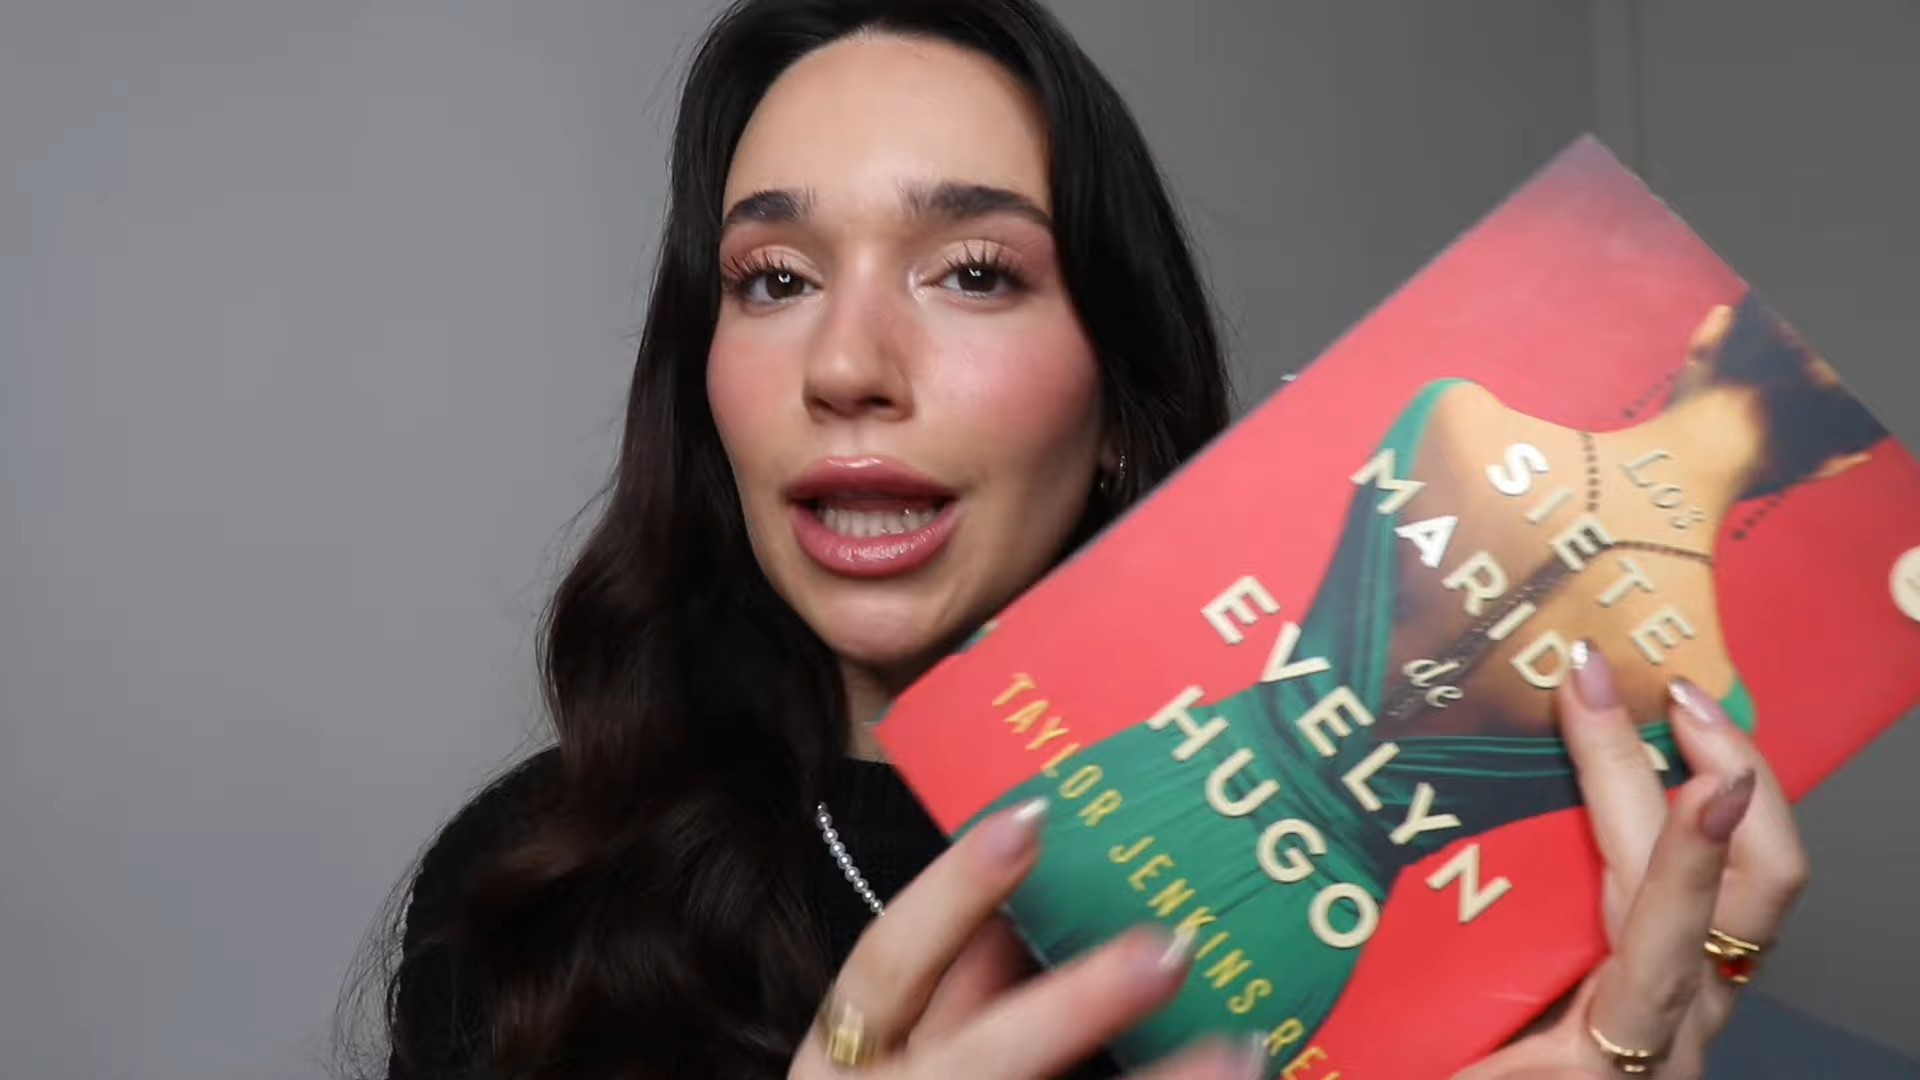 Los
SIETE
MARID S
de
EVELYN
HUGO
TAYLOR JENKINS RE